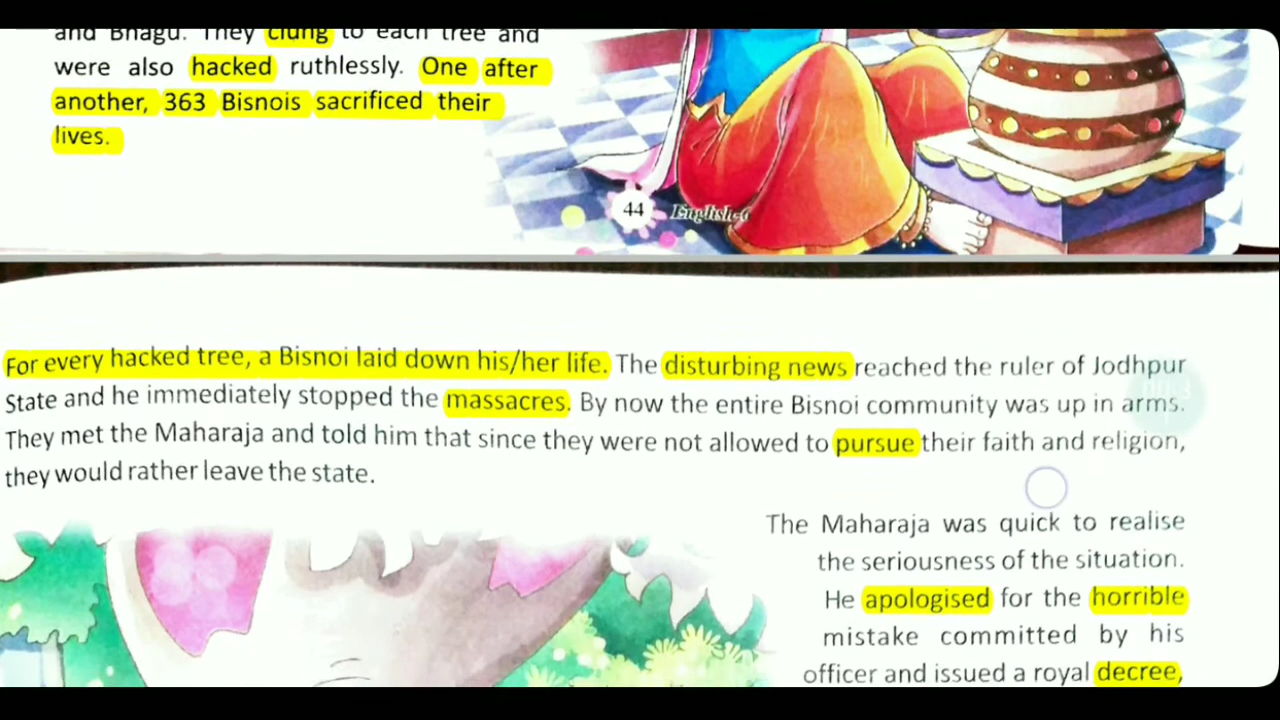 and Bhagu. They clung to each tree and
were also hacked ruthlessly. One after
another, 363 Bisnois sacrificed their
lives.
44 English-6
For every hacked tree, a Bisnoi laid down his/her life. The disturbing news reached the ruler of Jodhpur
State and he immediately stopped the massacres. By now the entire Bisnoi community was up in arms.
They met the Maharaja and told him that since they were not allowed to pursue their faith and religion,
they would rather leave the state.
The Maharaja was quick to realise
the seriousness of the situation.
He apologised for the horrible
mistake committed by his
officer and issued a royal decree,